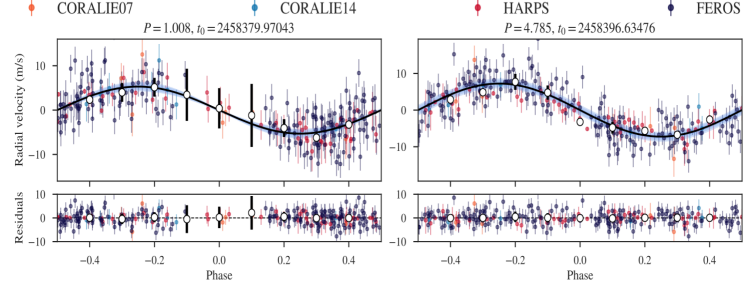 CORALIE07 CORALIE14 HARPS FEROS
P = 1.008, t0 = 2458379.97043 P = 4.785, t0 = 2458396.63476
Radial velocity (m/s)
10
0
−10
10
0
−10
Residuals
10
0
−10
10
0
−10
−0.4 −0.2 0.0 0.2 0.4 −0.4 −0.2 0.0 0.2 0.4
Phase Phase